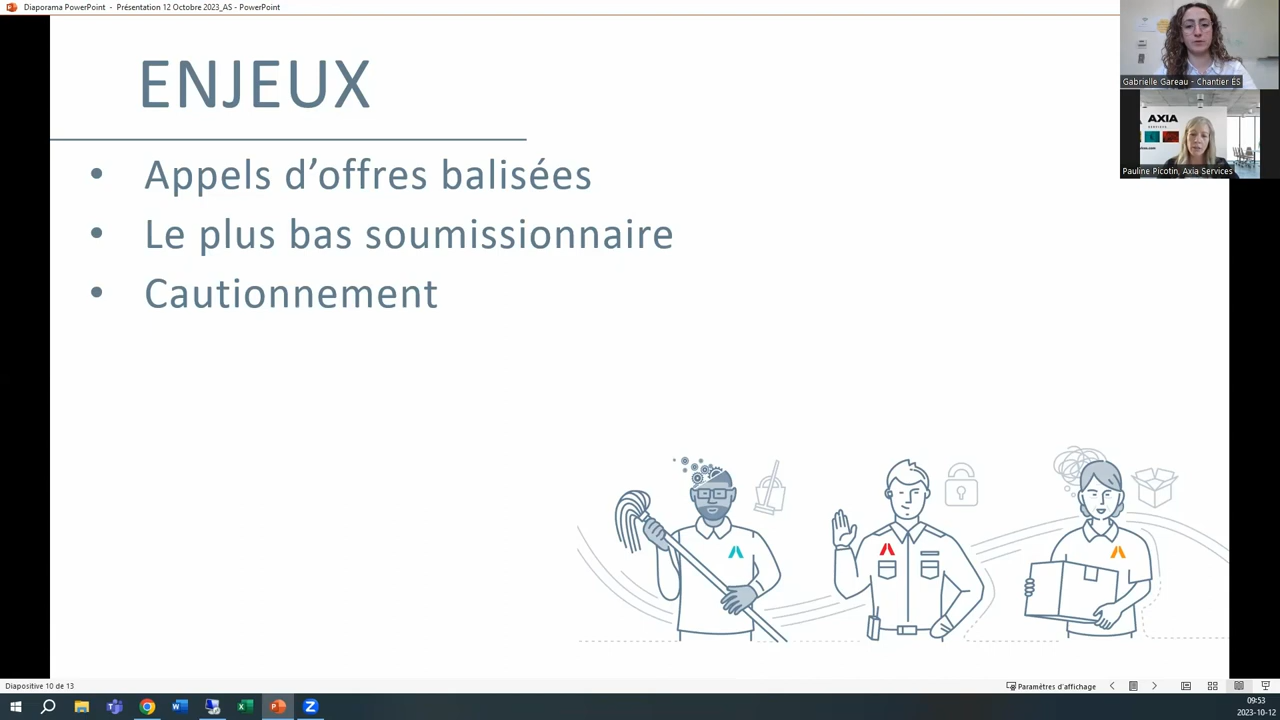 Diaporama PowerPoint - Présentation 12 Octobre 2023_AS - PowerPoint
ENJEUX
• Appels d'offres balisées
• Le plus bas soumissionnaire
• Cautionnement
Gabrielle Gareau - Chantier ÉS
AXIA
SERVICES
Pauline Picotin, Axia Services
Diapositive 10 de 13
Paramètres d'affichage
09:53
2023-10-12